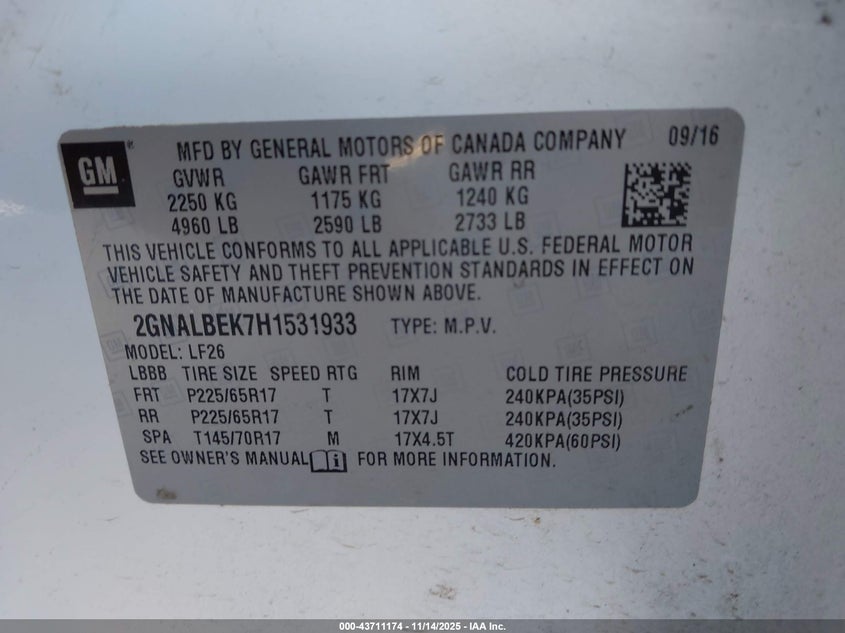 GM ® MFD BY GENERAL MOTORS OF CANADA COMPANY 09/16
GVWR GAWR FRT GAWR RR
2250 KG 1175 KG 1240 KG
4960 LB 2590 LB 2733 LB
THIS VEHICLE CONFORMS TO ALL APPLICABLE U.S. FEDERAL MOTOR
VEHICLE SAFETY AND THEFT PREVENTION STANDARDS IN EFFECT ON
THE DATE OF MANUFACTURE SHOWN ABOVE.
2GNALBEK7H1531933 TYPE: M.P.V.
MODEL: LF26
LBBB TIRE SIZE SPEED RTG RIM COLD TIRE PRESSURE
FRT P225/65R17 T 17X7J 240KPA(35PSI)
RR P225/65R17 T 17X7J 240KPA(35PSI)
SPA T145/70R17 M 17X4.5T 420KPA(60PSI)
SEE OWNER'S MANUAL i FOR MORE INFORMATION.
000-43711174 - 11/14/2025 - IAA Inc.